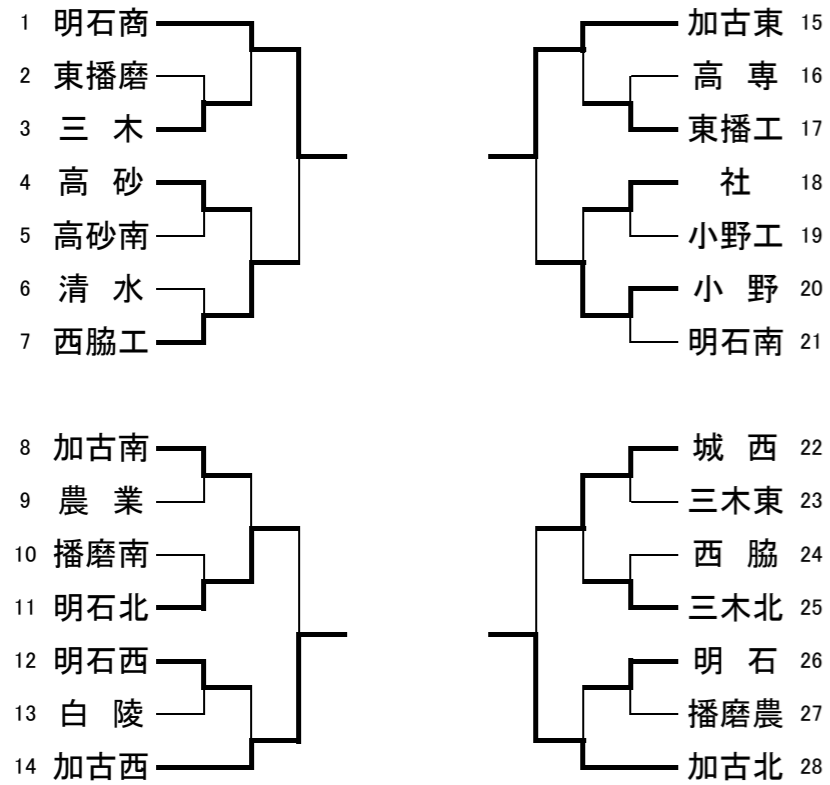 1 明石商
2 東播磨
3 三 木
4 高 砂
5 高砂南
6 清 水
7 西脇工
8 加古南
9 農 業
10 播磨南
11 明石北
12 明石西
13 白 陵
14 加古西
加古東 15
高 専 16
東播工 17
社 18
小野工 19
小 野 20
明石南 21
城 西 22
三木東 23
西 脇 24
三木北 25
明 石 26
播磨農 27
加古北 28